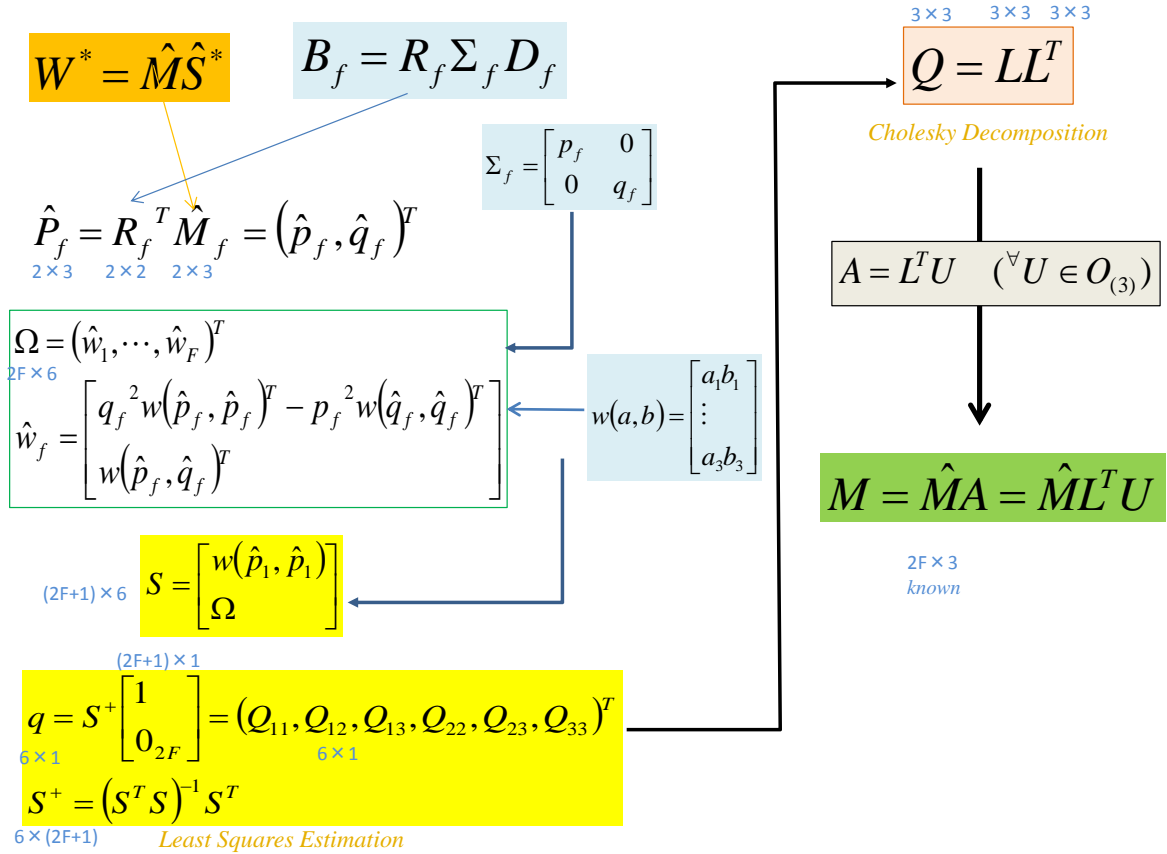 W* = M̂Ŝ*
B_f = R_f Σ_f D_f
Σ_f = [p_f 0
0 q_f]
P̂_f = R_f^T M̂_f = (p̂_f, q̂_f)^T
2×3 2×2 2×3
Ω = (ŵ_1, ⋯, ŵ_F)^T
2F×6
ŵ_f = [q_f^2 w(p̂_f, p̂_f)^T − p_f^2 w(q̂_f, q̂_f)^T
w(p̂_f, q̂_f)^T]
w(a,b) = [a_1b_1
⋮
a_3b_3]
(2F+1)×6
S = [w(p̂_1, p̂_1)
Ω]
(2F+1)×1
q = S^+ [1
0_{2F}] = (Q_11, Q_12, Q_13, Q_22, Q_23, Q_33)^T
6×1 6×1
S^+ = (S^T S)^{-1} S^T
6×(2F+1)
Least Squares Estimation
3×3 3×3 3×3
Q = LL^T
Cholesky Decomposition
A = L^T U (^∀U ∈ O_(3))
M = M̂A = M̂L^T U
2F×3
known